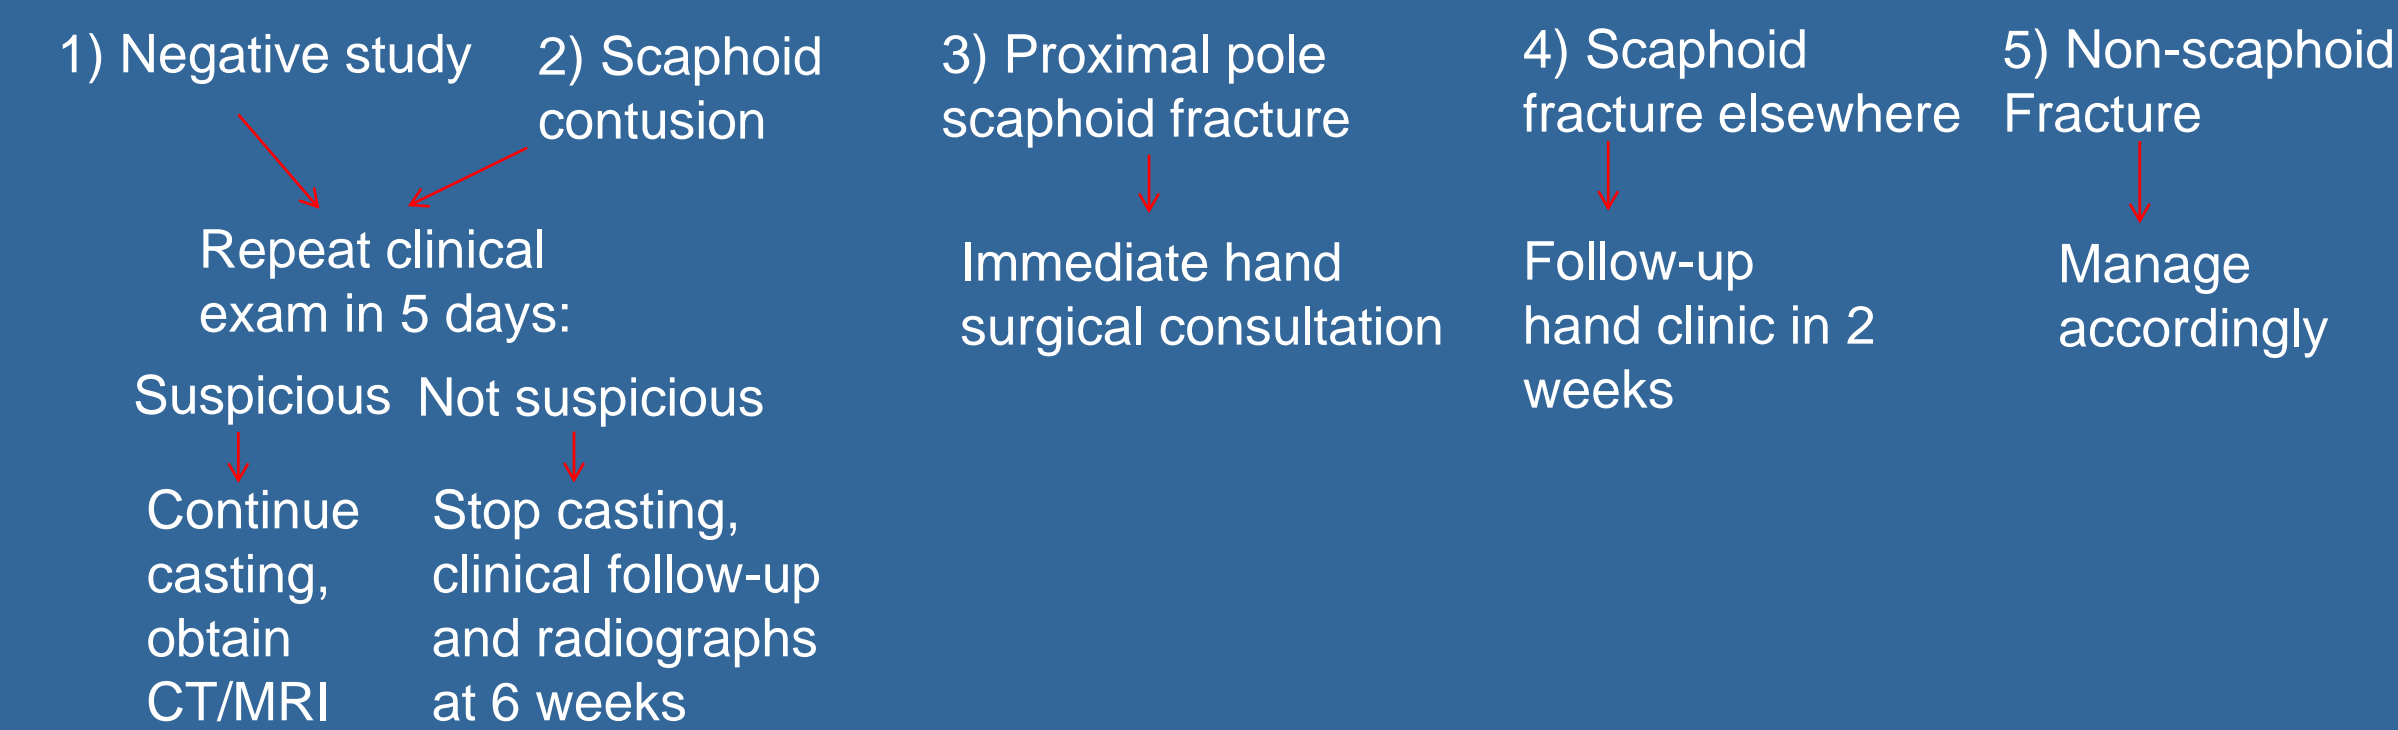 1) Negative study
2) Scaphoid
contusion
Repeat clinical
exam in 5 days:
Suspicious
Continue
casting,
obtain
CT/MRI
Not suspicious
Stop casting,
clinical follow-up
and radiographs
at 6 weeks
3) Proximal pole
scaphoid fracture
Immediate hand
surgical consultation
4) Scaphoid
fracture elsewhere
Follow-up
hand clinic in 2
weeks
5) Non-scaphoid
Fracture
Manage
accordingly